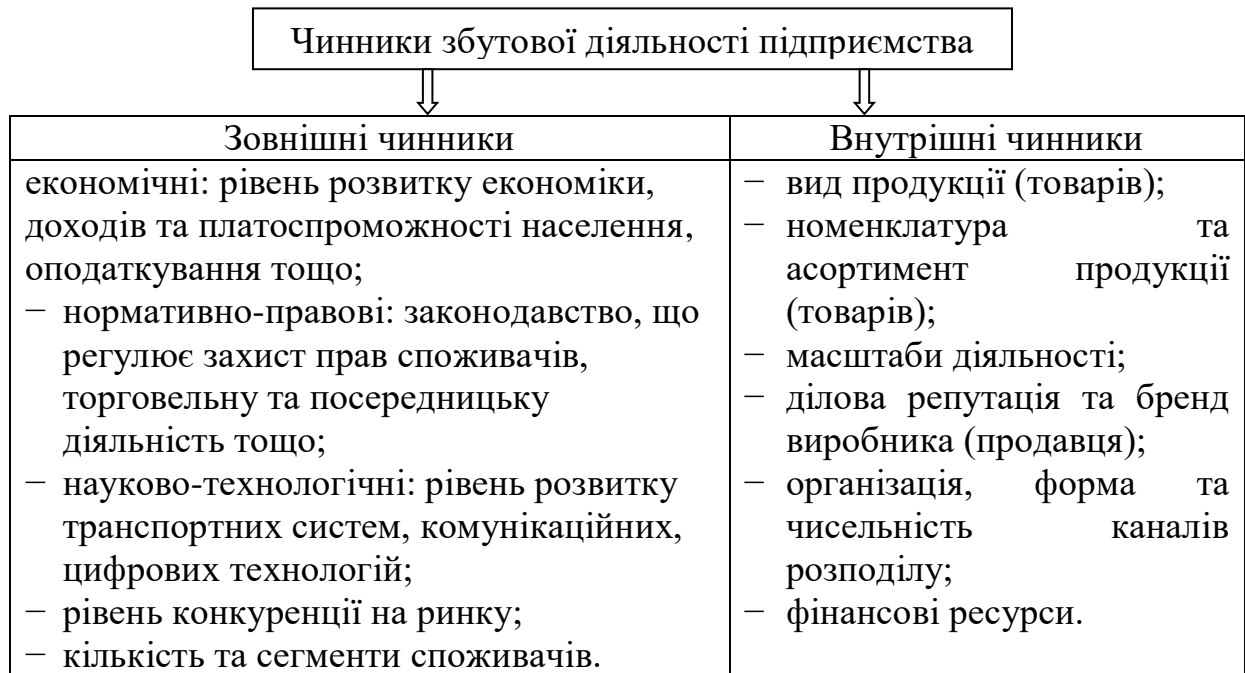 Чинники збутової діяльності підприємства
Зовнішні чинники
економічні: рівень розвитку економіки,
доходів та платоспроможності населення,
оподаткування тощо;
− нормативно-правові: законодавство, що
регулює захист прав споживачів,
торговельну та посередницьку
діяльність тощо;
− науково-технологічні: рівень розвитку
транспортних систем, комунікаційних,
цифрових технологій;
− рівень конкуренції на ринку;
− кількість та сегменти споживачів.
Внутрішні чинники
− вид продукції (товарів);
− номенклатура та
асортимент продукції
(товарів);
− масштаби діяльності;
− ділова репутація та бренд
виробника (продавця);
− організація, форма та
чисельність каналів
розподілу;
− фінансові ресурси.